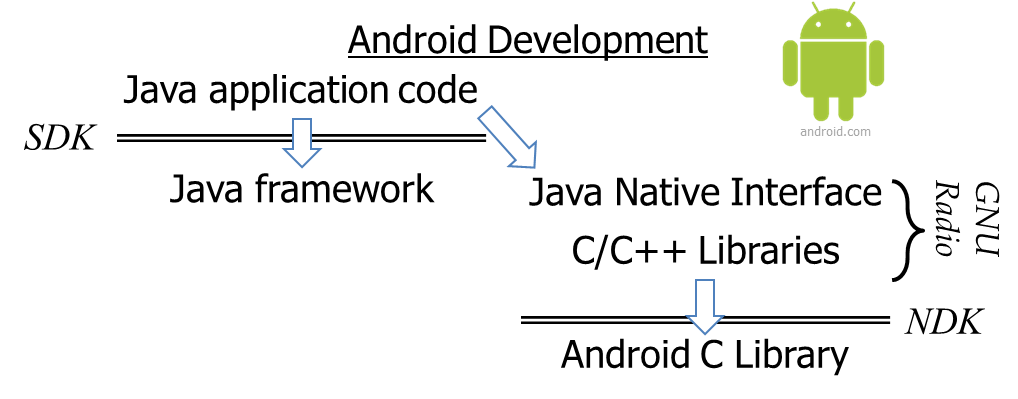 Android Development
Java application code
android.com
SDK
Java framework
Java Native Interface
C/C++ Libraries
GNU
Radio
NDK
Android C Library